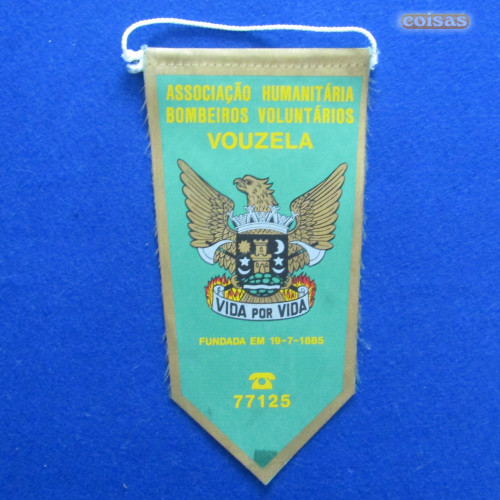 coisas
ASSOCIAÇÃO HUMANITÁRIA
BOMBEIROS VOLUNTÁRIOS
VOUZELA
VIDA POR VIDA
FUNDADA EM 19-7-1885
77125